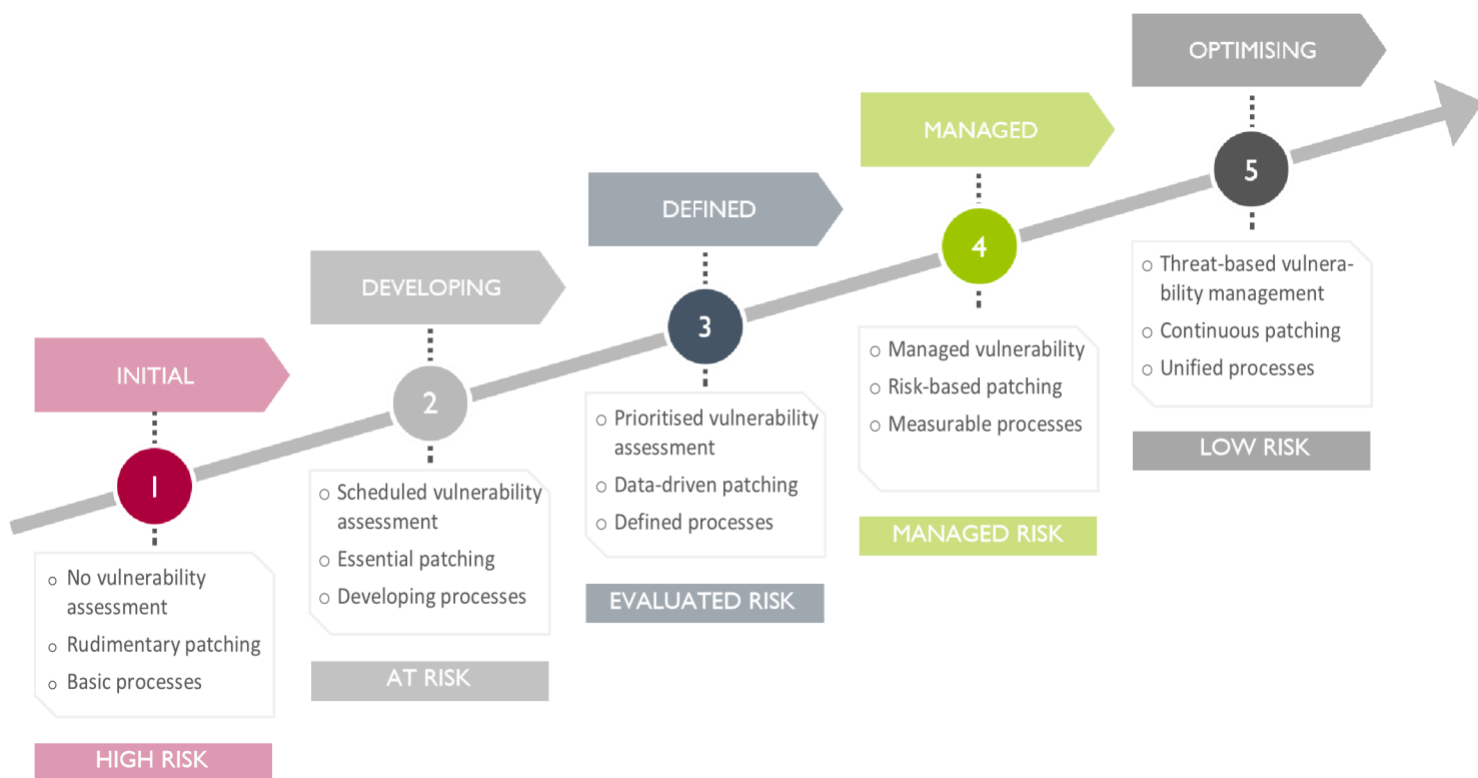 INITIAL
1
○ No vulnerability
assessment
○ Rudimentary patching
○ Basic processes
HIGH RISK
DEVELOPING
2
○ Scheduled vulnerability
assessment
○ Essential patching
○ Developing processes
AT RISK
DEFINED
3
○ Prioritised vulnerability
assessment
○ Data-driven patching
○ Defined processes
EVALUATED RISK
MANAGED
4
○ Managed vulnerability
○ Risk-based patching
○ Measurable processes
MANAGED RISK
OPTIMISING
5
○ Threat-based vulnera-
bility management
○ Continuous patching
○ Unified processes
LOW RISK